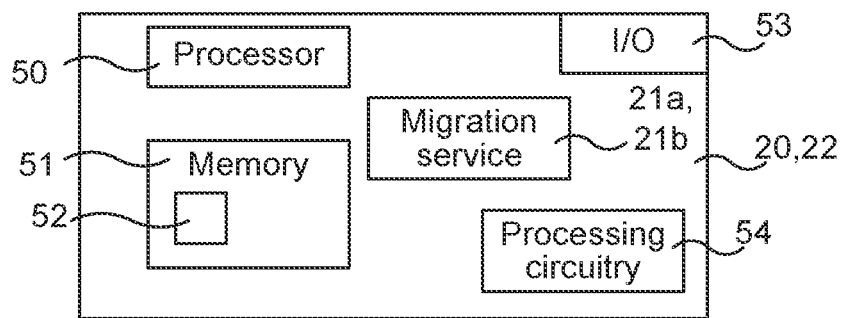 50
Processor
I/O
53
21a,
Migration
service
21b
20,22
51
Memory
52
Processing
circuitry
54